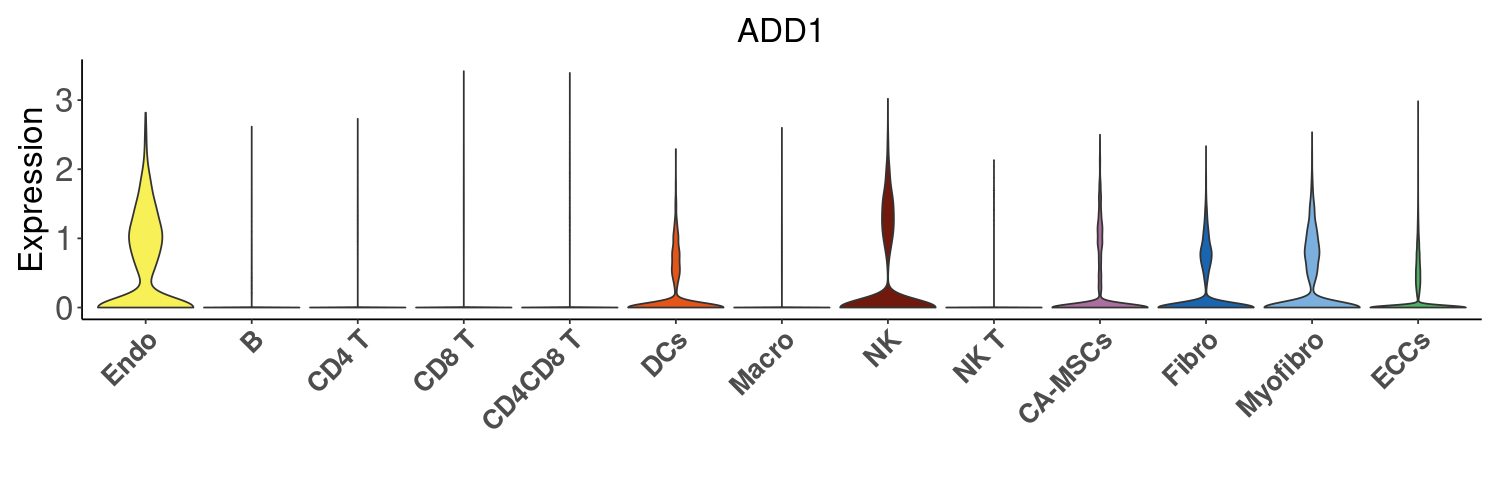 ADD1
Expression
3
2
1
0
Endo
B
CD4 T
CD8 T
CD4CD8 T
DCs
Macro
NK
NK T
CA-MSCs
Fibro
Myofibro
ECCs